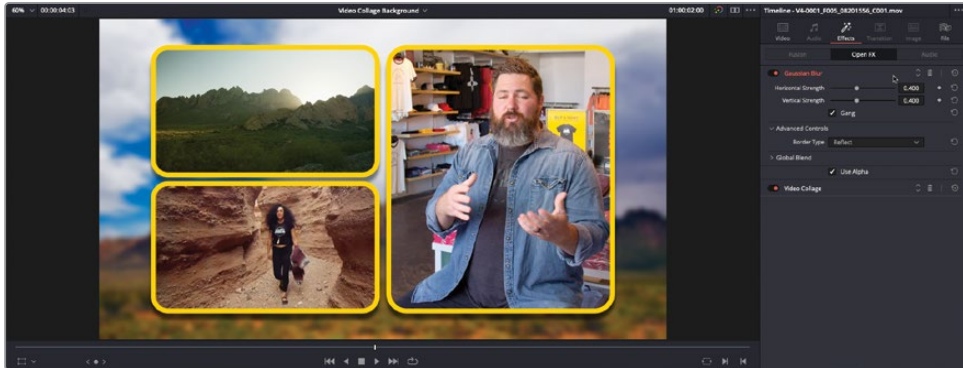 60%
00:00:04:03
Video Collage Background
01:00:02:00
Timeline - V4-0001_F005_08201556_C001.mov
Video
Audio
Effects
Transition
Image
File
Open FX
Audio
Gaussian Blur
Horizontal Strength
0.400
Vertical Strength
0.400
Gang
Advanced Controls
Border Type
Reflect
Global Blend
Use Alpha
Video Collage